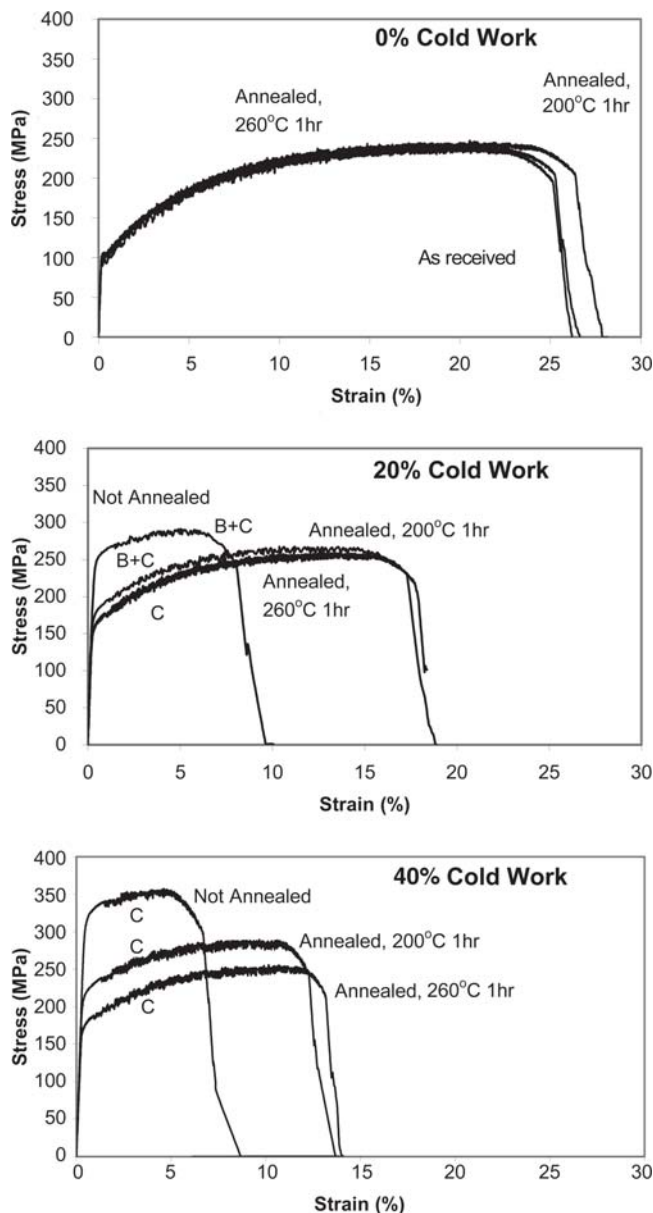 0% Cold Work
400
350
300
250
200
150
100
50
0
Stress (MPa)
Annealed,
260°C 1hr
Annealed,
200°C 1hr
As received
0 5 10 15 20 25 30
Strain (%)
20% Cold Work
400
350
300
250
200
150
100
50
0
Stress (MPa)
Not Annealed
B+C
B+C
C
Annealed, 200°C 1hr
Annealed,
260°C 1hr
0 5 10 15 20 25 30
Strain (%)
40% Cold Work
400
350
300
250
200
150
100
50
0
Stress (MPa)
C
Not Annealed
C
Annealed, 200°C 1hr
C
Annealed, 260°C 1hr
0 5 10 15 20 25 30
Strain (%)